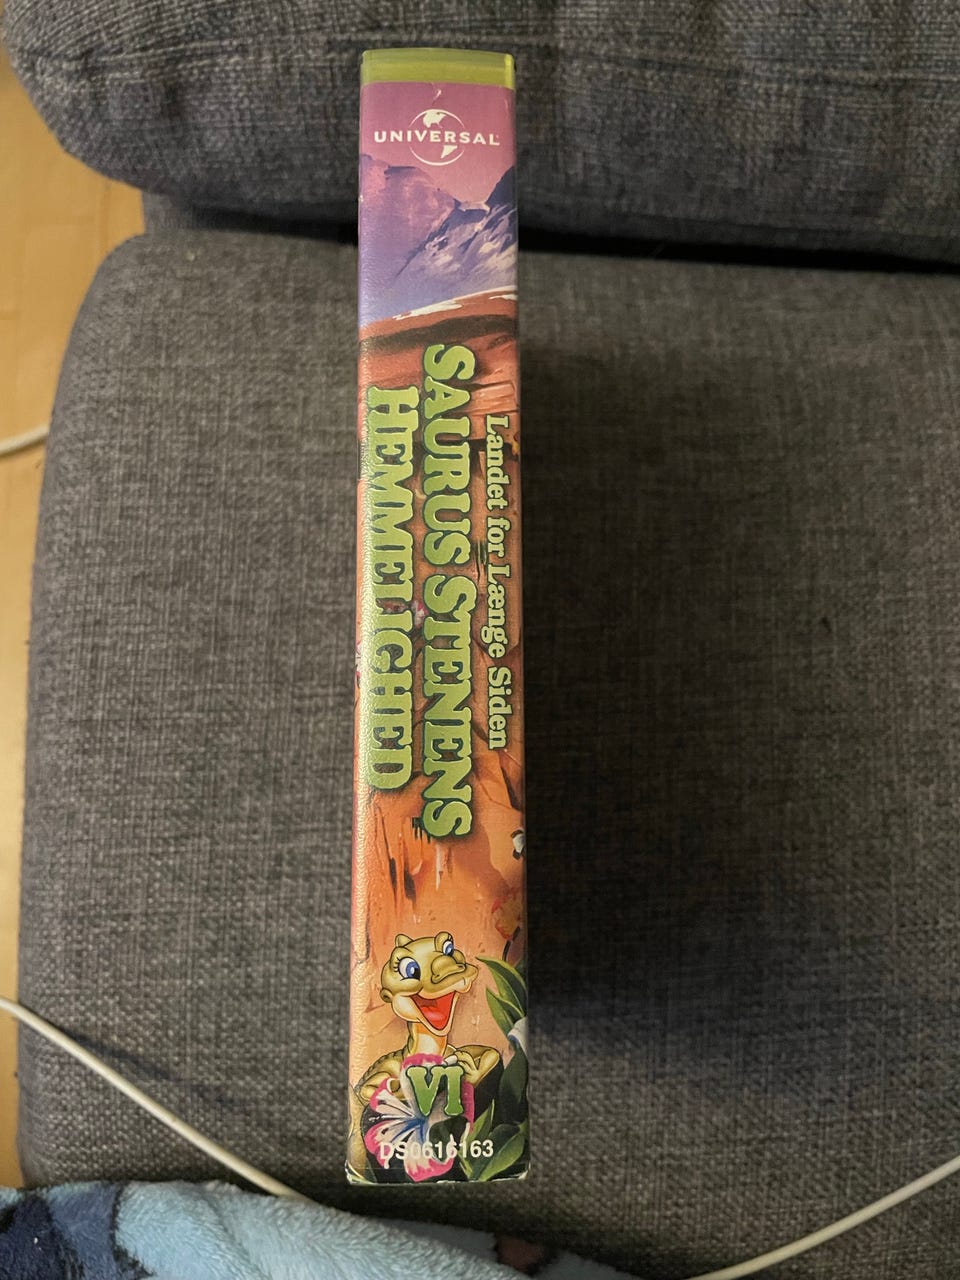 UNIVERSAL
Landet for Længe Siden
SAURUS STENENS
HEMMELIGHED
VI
DS0616163